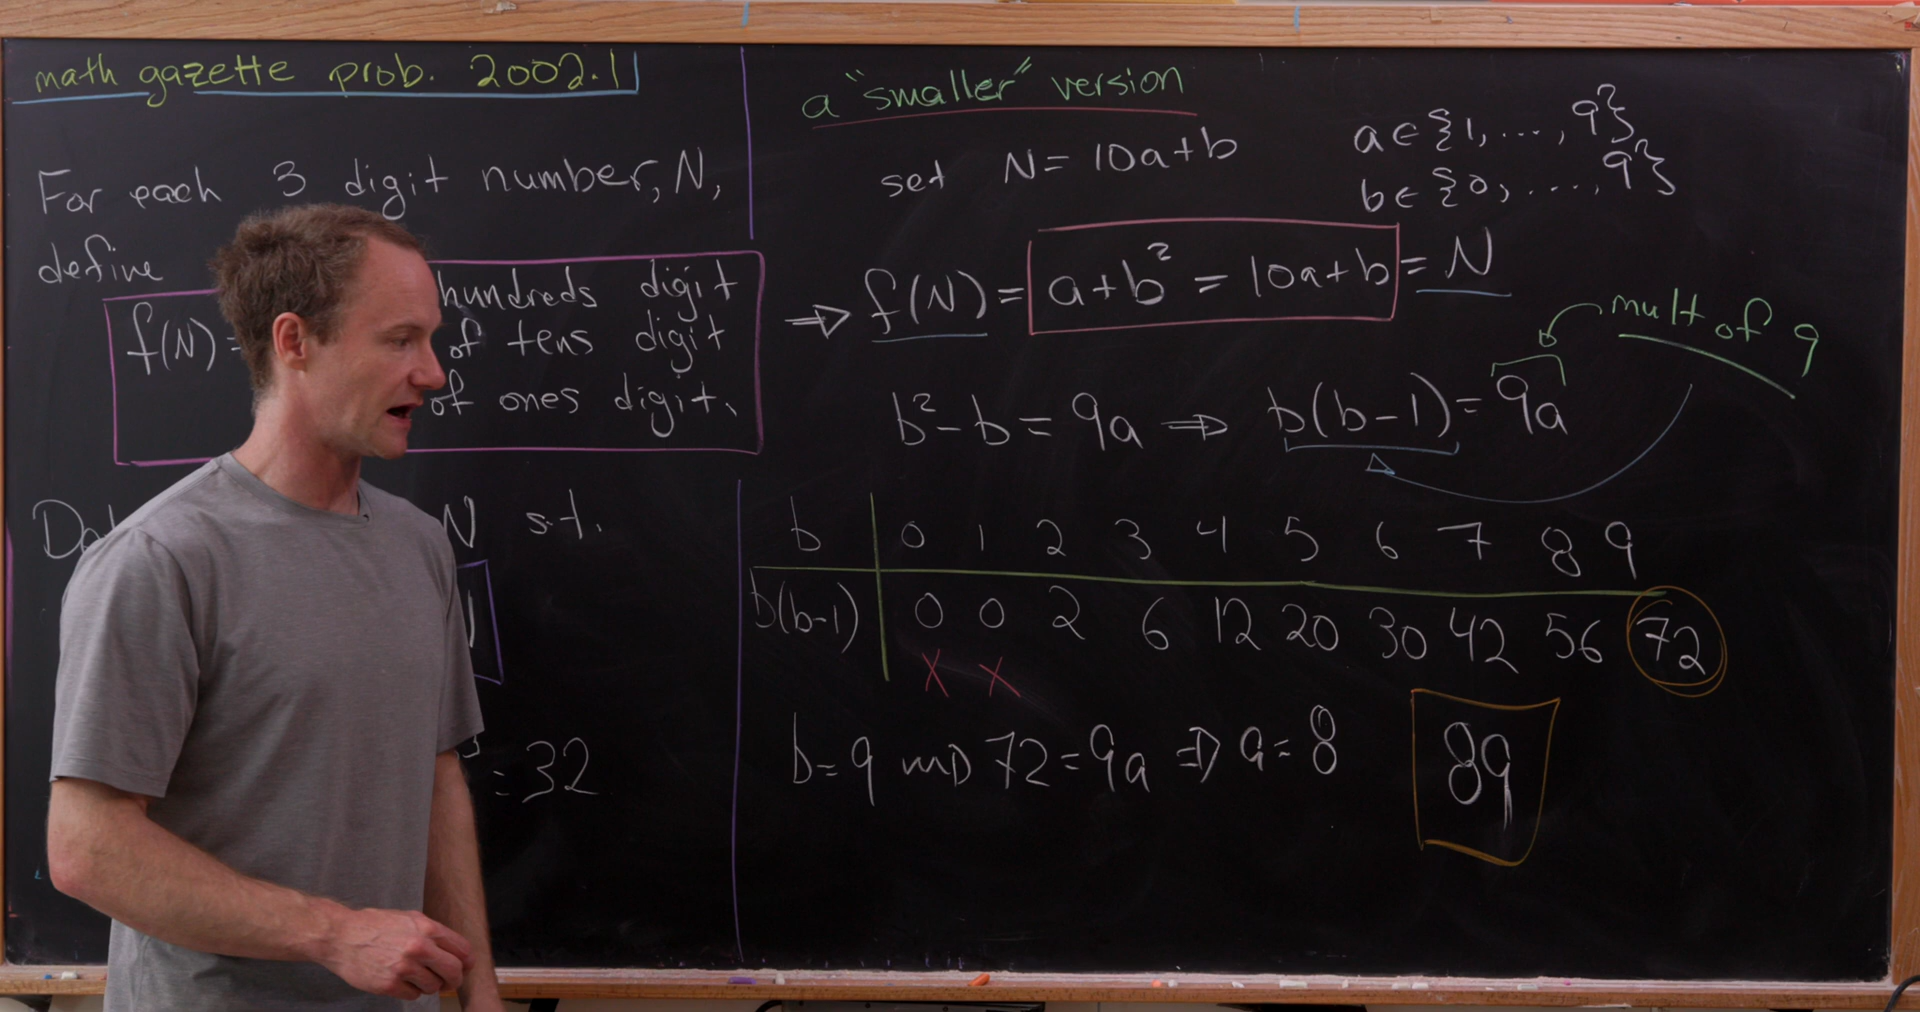 math gazette prob. 2002.1
For each 3 digit number, N,
define
f(N)= hundreds digit
of tens digit
of ones digit.
N s.t.
3 = 32
a "smaller" version
set N = 10a+b
a ∈ {1, ..., 9}
b ∈ {0, ..., 9}
⇒ f(N) = a+b² = 10a+b = N
mult of 9
b² - b = 9a ⇒ b(b-1) = 9a
b 0 1 2 3 4 5 6 7 8 9
b(b-1) 0 0 2 6 12 20 30 42 56 72
X X
b=9 ⇝ 72=9a ⇒ a=8
89